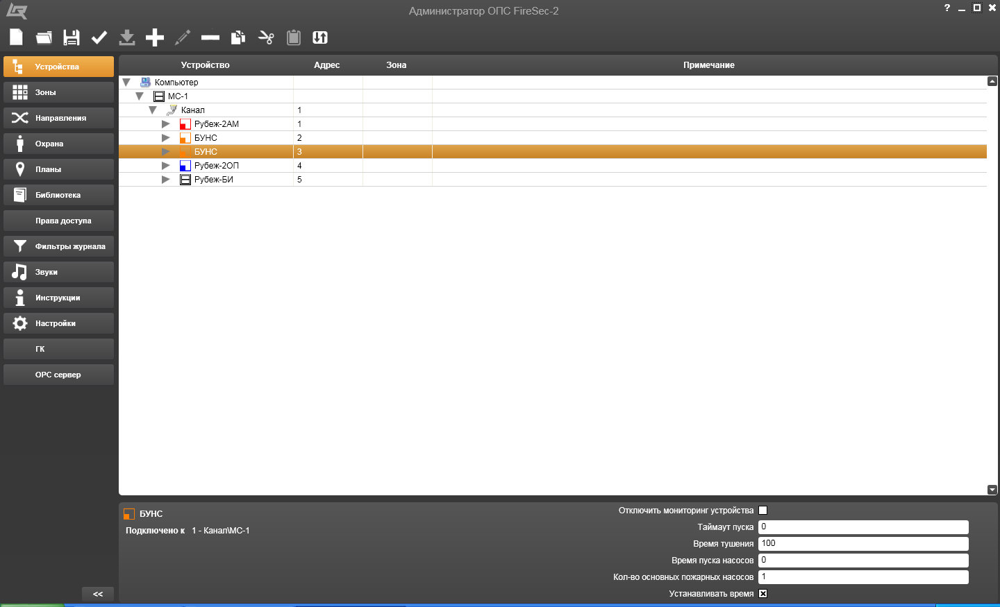 Администратор ОПС FireSec-2
?
Устройства
Зоны
Направления
Охрана
Планы
Библиотека
Права доступа
Фильтры журнала
Звуки
Инструкции
Настройки
ГК
OPC сервер
<<
Устройство Адрес Зона Примечание
Компьютер
МС-1
Канал 1
Рубеж-2АМ 1
БУНС 2
БУНС 3
Рубеж-2ОП 4
Рубеж-БИ 5
БУНС
Подключено к 1 - Канал\МС-1
Отключить мониторинг устройства
Таймаут пуска 0
Время тушения 100
Время пуска насосов 0
Кол-во основных пожарных насосов 1
Устанавливать время